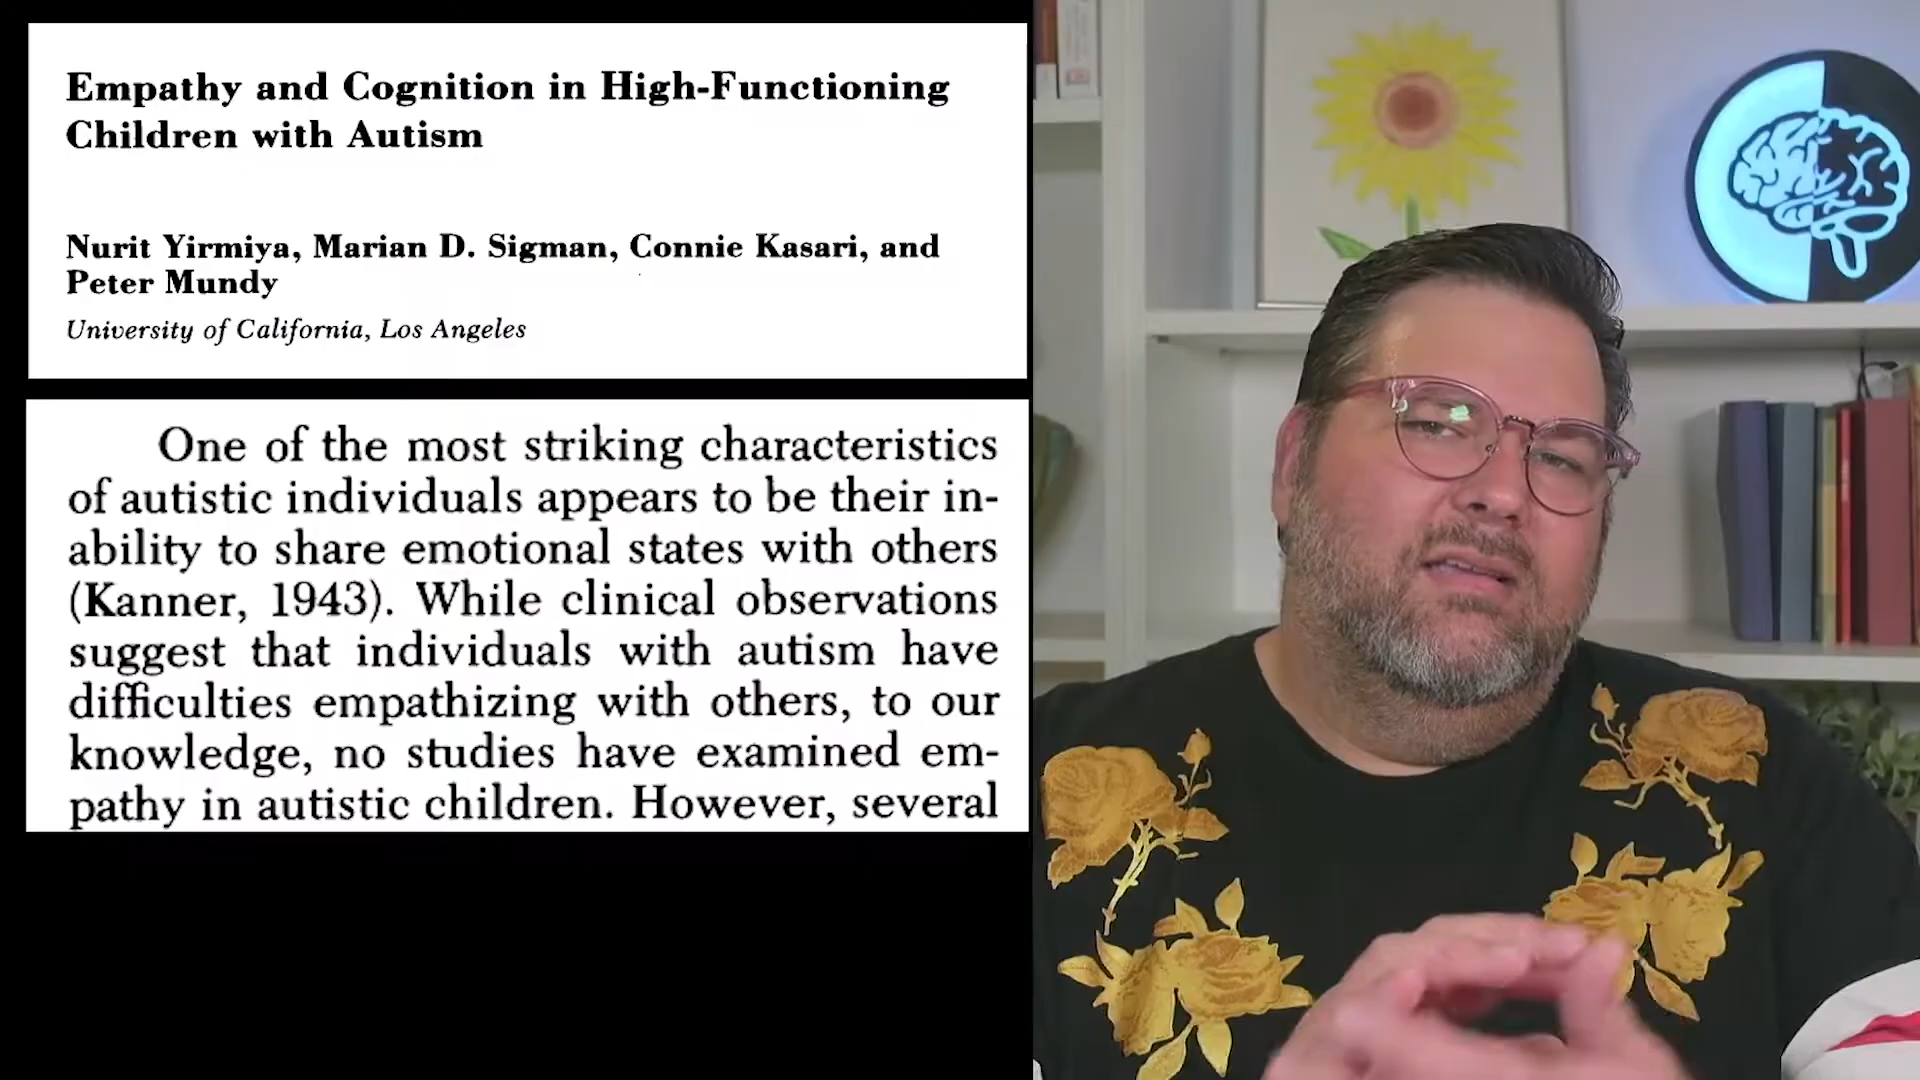 Empathy and Cognition in High-Functioning
Children with Autism
Nurit Yirmiya, Marian D. Sigman, Connie Kasari, and
Peter Mundy
University of California, Los Angeles
One of the most striking characteristics
of autistic individuals appears to be their in-
ability to share emotional states with others
(Kanner, 1943). While clinical observations
suggest that individuals with autism have
difficulties empathizing with others, to our
knowledge, no studies have examined em-
pathy in autistic children. However, several